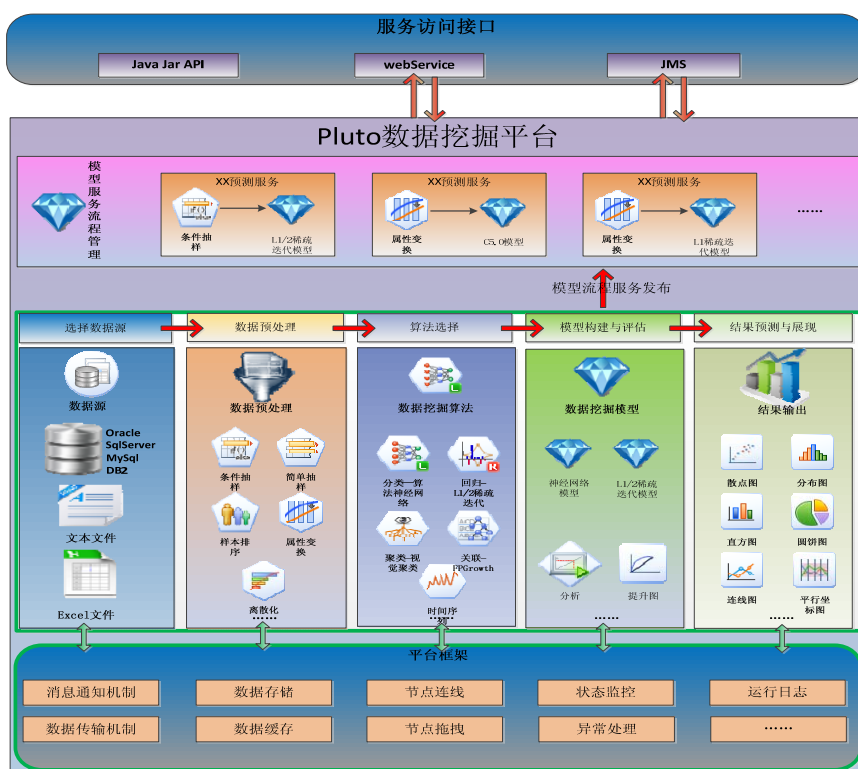 服务访问接口
Java Jar API
webService
JMS
Pluto数据挖掘平台
模型服务流程管理
XX预测服务
条件抽
样
L1/2稀疏
迭代模型
XX预测服务
属性变
换
C5.0模型
XX预测服务
属性变
换
L1稀疏迭
代模型
……
模型流程服务发布
选择数据源
数据预处理
算法选择
模型构建与评估
结果预测与展现
数据源
Oracle
SqlServer
MySql
DB2
文本文件
Excel文件
数据预处理
条件抽
样
简单抽
样
样本排
序
属性变
换
离散化
……
数据挖掘算法
L
分类—算
法神经网
络
L
回归-
L1/2稀疏
迭代
R
聚类—视
觉聚类
关联-
FPGrowth
时间序
列
……
数据挖掘模型
神经网络
模型
L1/2稀疏
迭代模型
分析
提升图
……
结果输出
散点图
分布图
直方图
圆饼图
连线图
平行坐
标图
……
平台框架
消息通知机制
数据存储
节点连线
状态监控
运行日志
数据传输机制
数据缓存
节点拖拽
异常处理
……